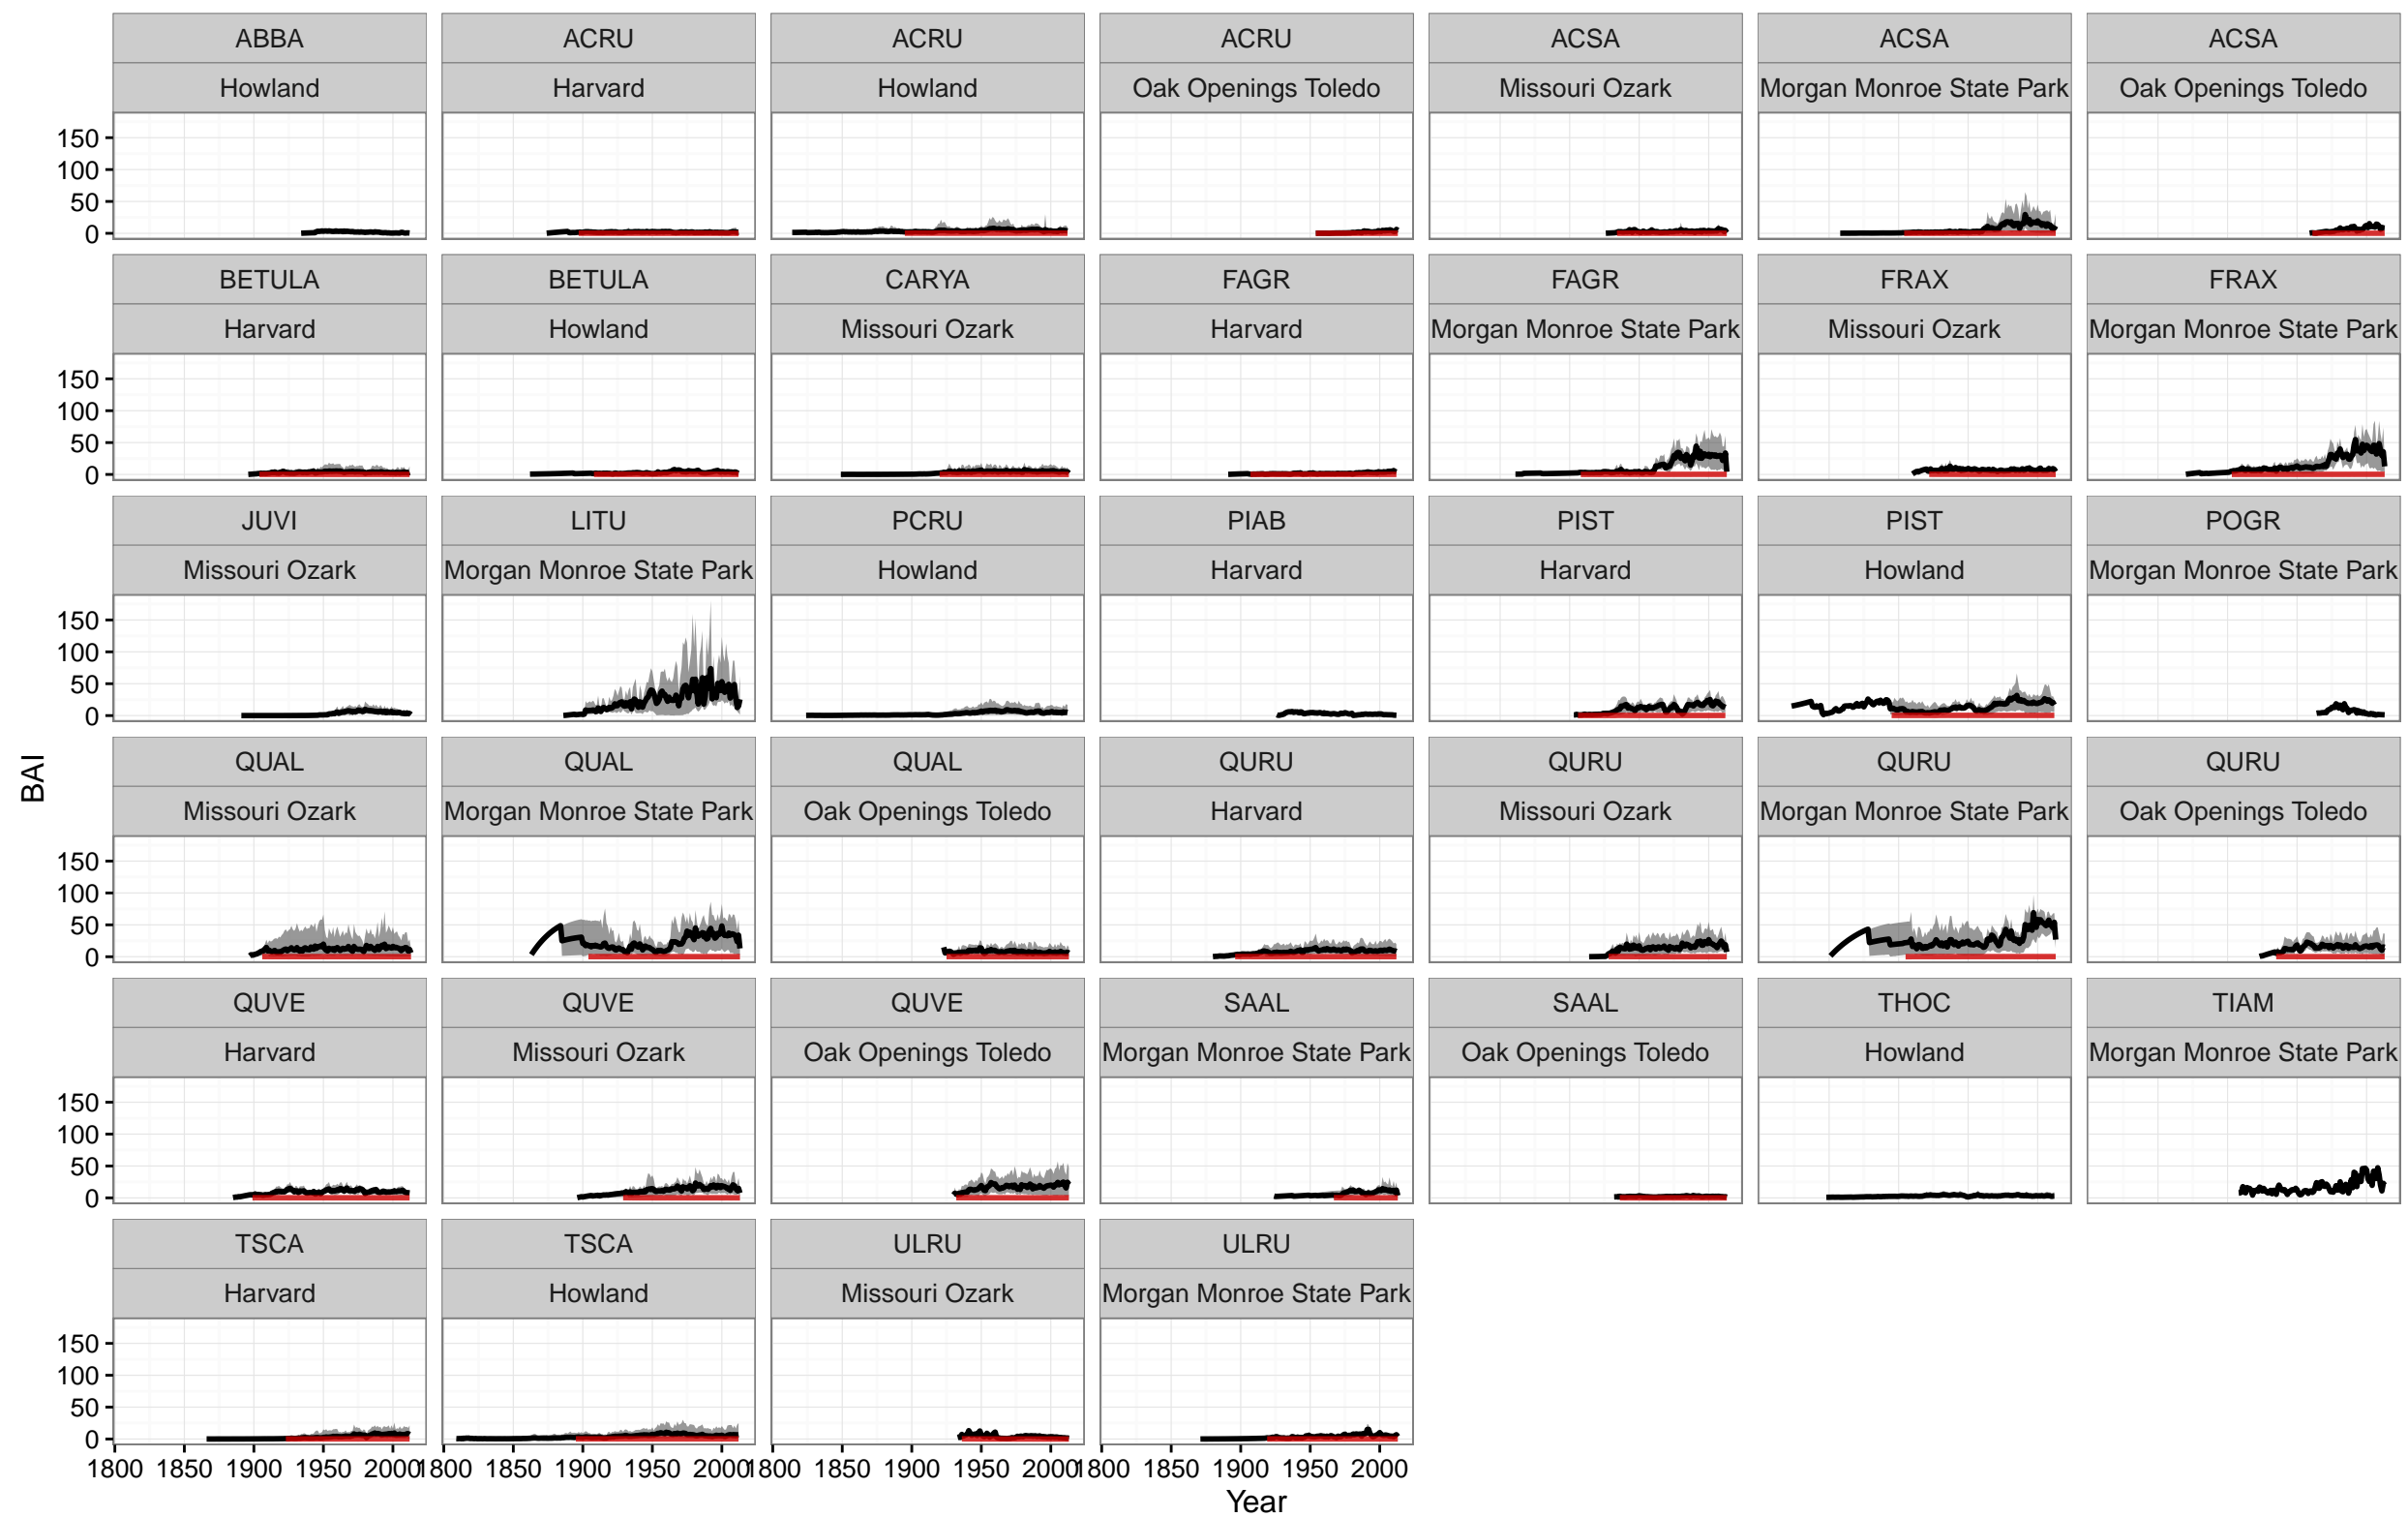 ABBA ACRU ACRU ACRU ACSA ACSA ACSA
Howland Harvard Howland Oak Openings Toledo Missouri Ozark Morgan Monroe State Park Oak Openings Toledo
150
100
50
0
BETULA BETULA CARYA FAGR FAGR FRAX FRAX
Harvard Howland Missouri Ozark Harvard Morgan Monroe State Park Missouri Ozark Morgan Monroe State Park
150
100
50
0
JUVI LITU PCRU PIAB PIST PIST POGR
Missouri Ozark Morgan Monroe State Park Howland Harvard Harvard Howland Morgan Monroe State Park
150
100
50
0
BAI
QUAL QUAL QUAL QURU QURU QURU QURU
Missouri Ozark Morgan Monroe State Park Oak Openings Toledo Harvard Missouri Ozark Morgan Monroe State Park Oak Openings Toledo
150
100
50
0
QUVE QUVE QUVE SAAL SAAL THOC TIAM
Harvard Missouri Ozark Oak Openings Toledo Morgan Monroe State Park Oak Openings Toledo Howland Morgan Monroe State Park
150
100
50
0
TSCA TSCA ULRU ULRU
Harvard Howland Missouri Ozark Morgan Monroe State Park
150
100
50
0
1800 1850 1900 1950 2000 1800 1850 1900 1950 2000 1800 1850 1900 1950 2000 1800 1850 1900 1950 2000
Year